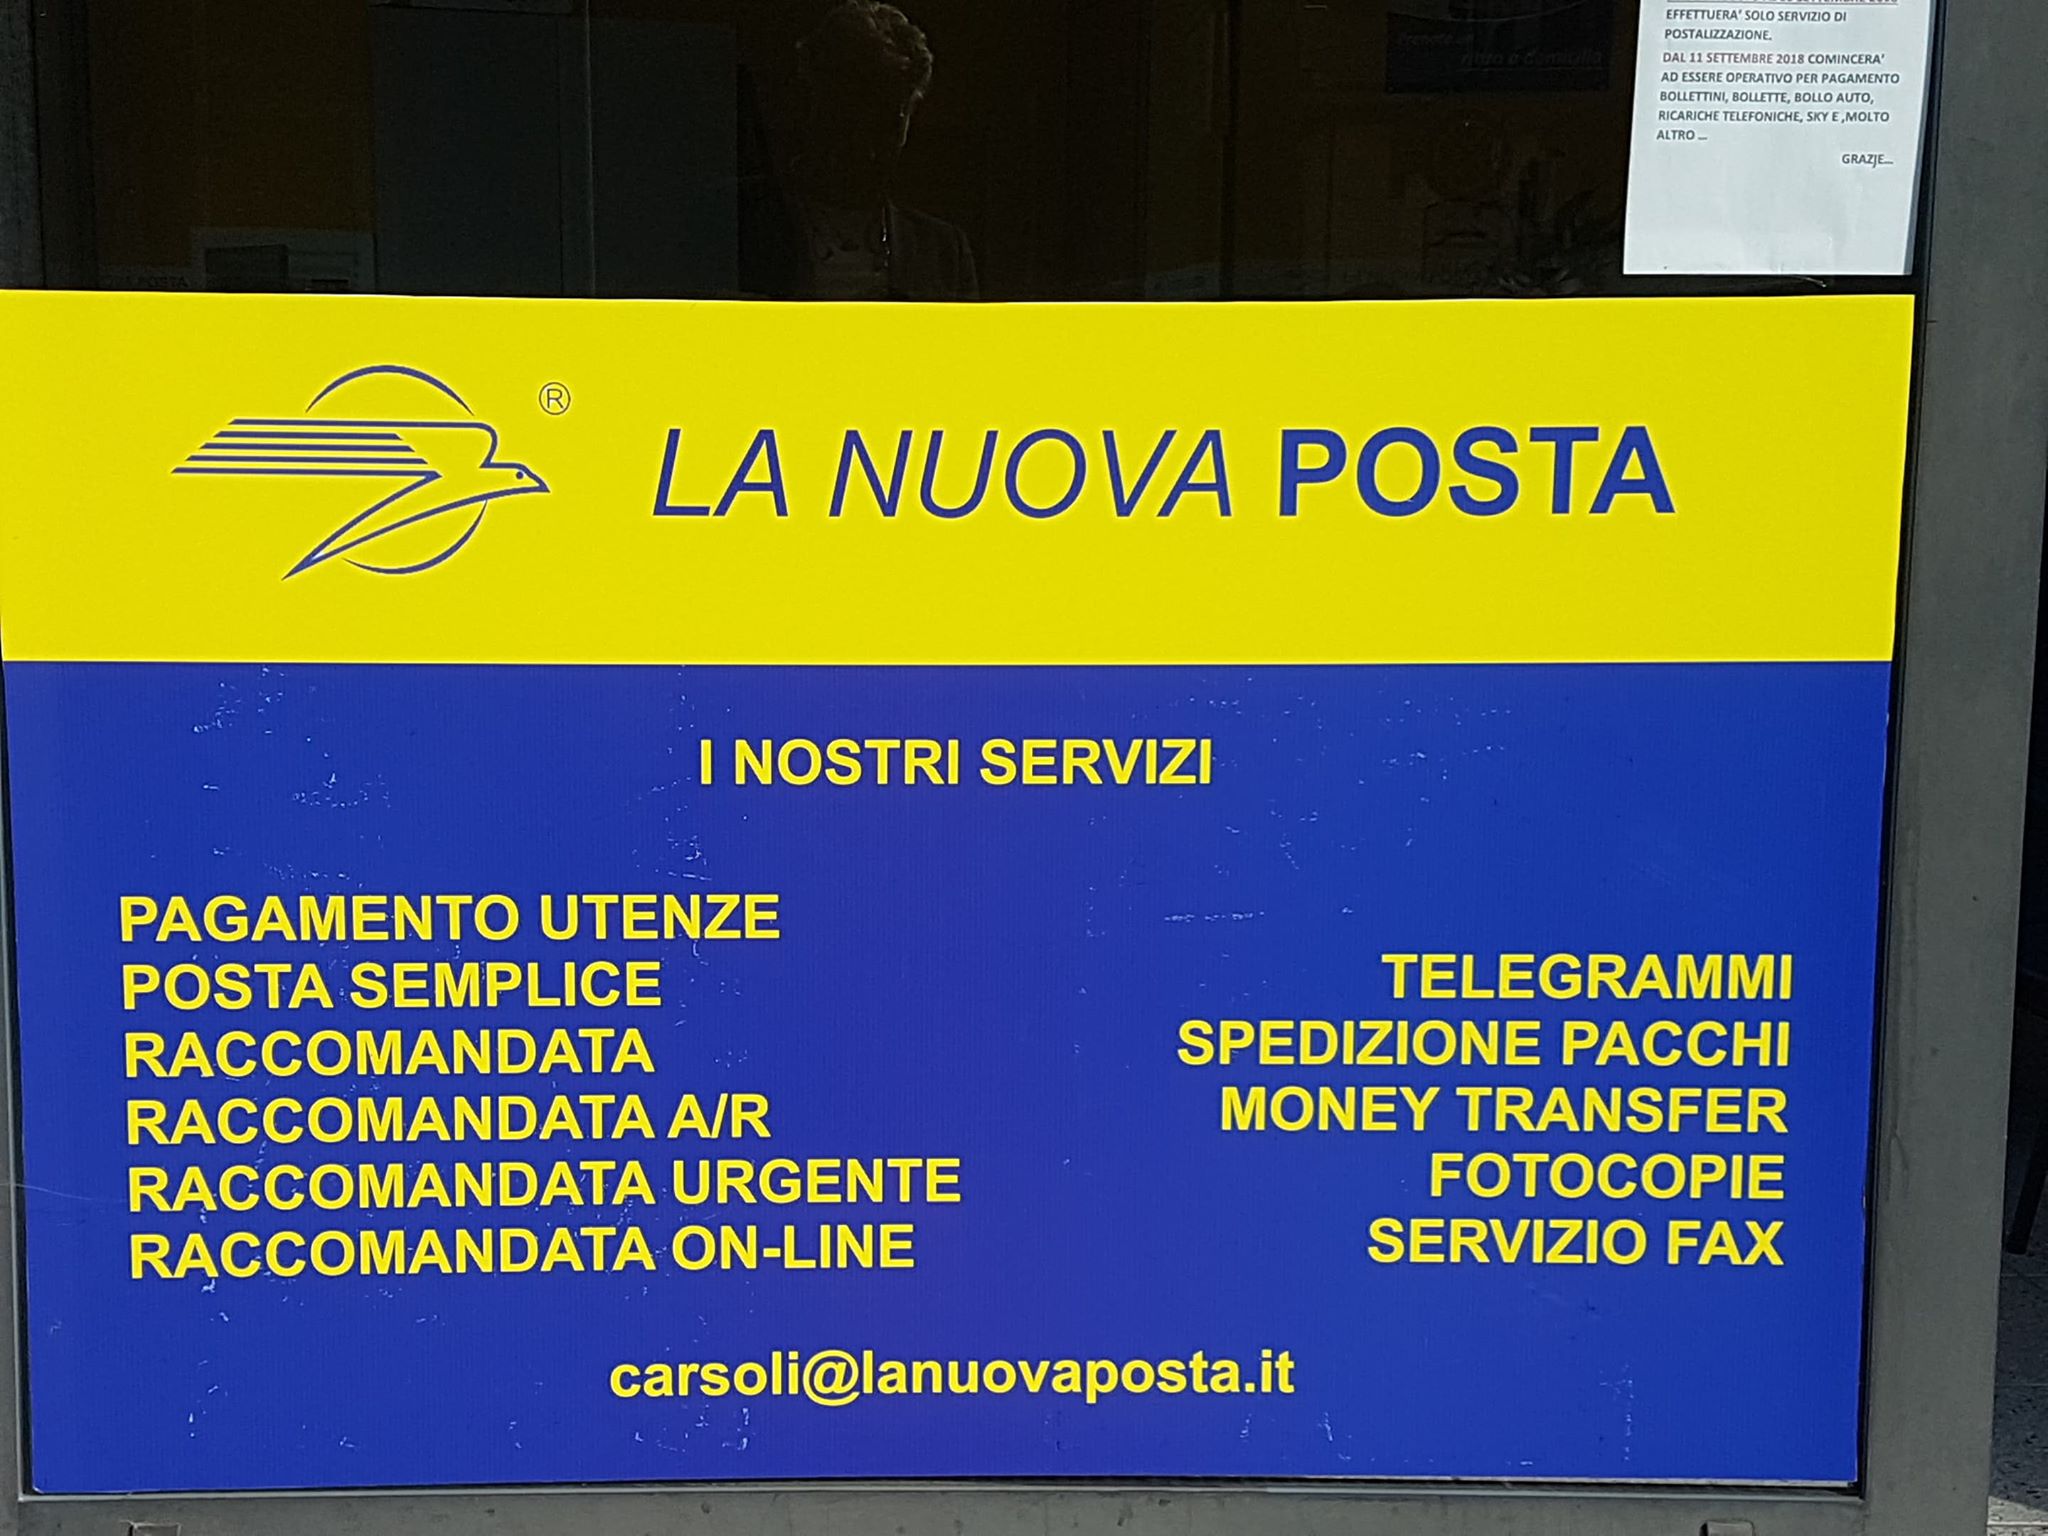 EFFETTUERA' SOLO SERVIZIO DI
POSTALIZZAZIONE.
DAL 11 SETTEMBRE 2018 COMINCERA'
AD ESSERE OPERATIVO PER PAGAMENTO
BOLLETTINI, BOLLETTE, BOLLO AUTO,
RICARICHE TELEFONICHE, SKY E ,MOLTO
ALTRO ...
GRAZIE...
®
LA NUOVA POSTA
I NOSTRI SERVIZI
PAGAMENTO UTENZE
POSTA SEMPLICE
RACCOMANDATA
RACCOMANDATA A/R
RACCOMANDATA URGENTE
RACCOMANDATA ON-LINE
TELEGRAMMI
SPEDIZIONE PACCHI
MONEY TRANSFER
FOTOCOPIE
SERVIZIO FAX
carsoli@lanuovaposta.it